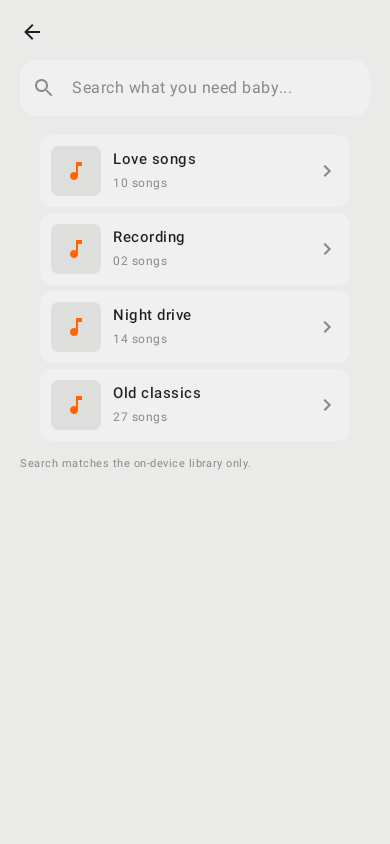 Search what you need baby...
Love songs
10 songs
Recording
02 songs
Night drive
14 songs
Old classics
27 songs
Search matches the on-device library only.